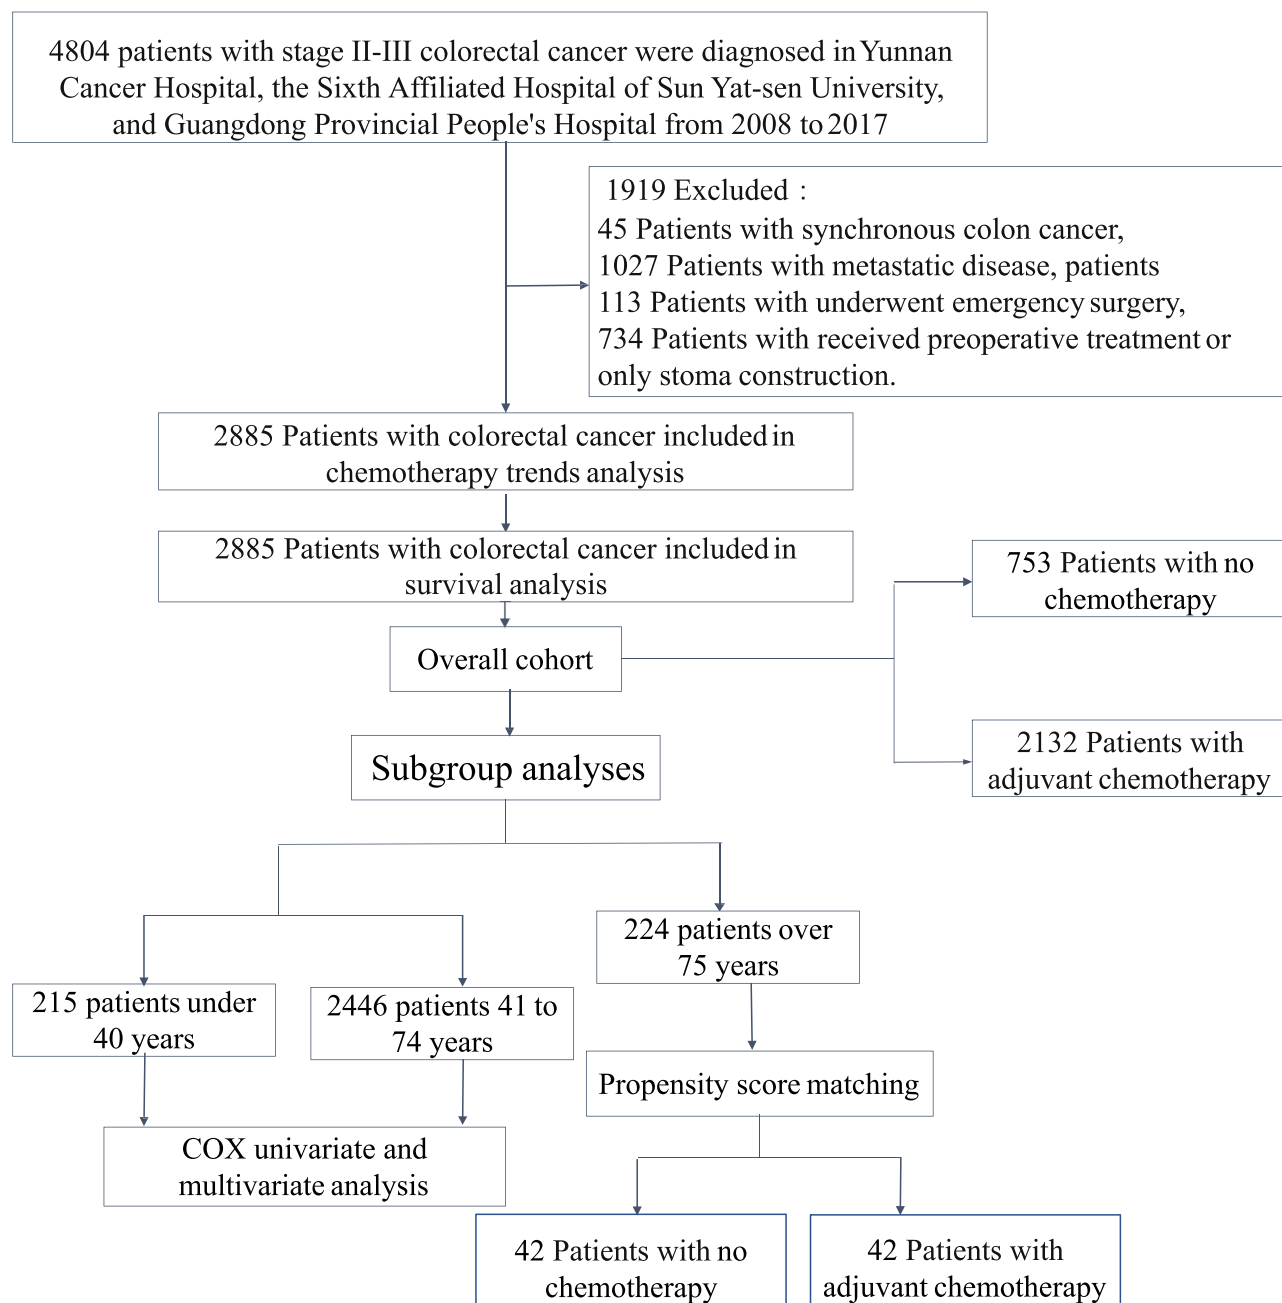 4804 patients with stage II-III colorectal cancer were diagnosed in Yunnan
Cancer Hospital, the Sixth Affiliated Hospital of Sun Yat-sen University,
and Guangdong Provincial People's Hospital from 2008 to 2017
1919 Excluded：
45 Patients with synchronous colon cancer,
1027 Patients with metastatic disease, patients
113 Patients with underwent emergency surgery,
734 Patients with received preoperative treatment or
only stoma construction.
2885 Patients with colorectal cancer included in
chemotherapy trends analysis
2885 Patients with colorectal cancer included in
survival analysis
753 Patients with no
chemotherapy
Overall cohort
2132 Patients with
adjuvant chemotherapy
Subgroup analyses
224 patients over
75 years
215 patients under
40 years
2446 patients 41 to
74 years
Propensity score matching
COX univariate and
multivariate analysis
42 Patients with no
chemotherapy
42 Patients with
adjuvant chemotherapy